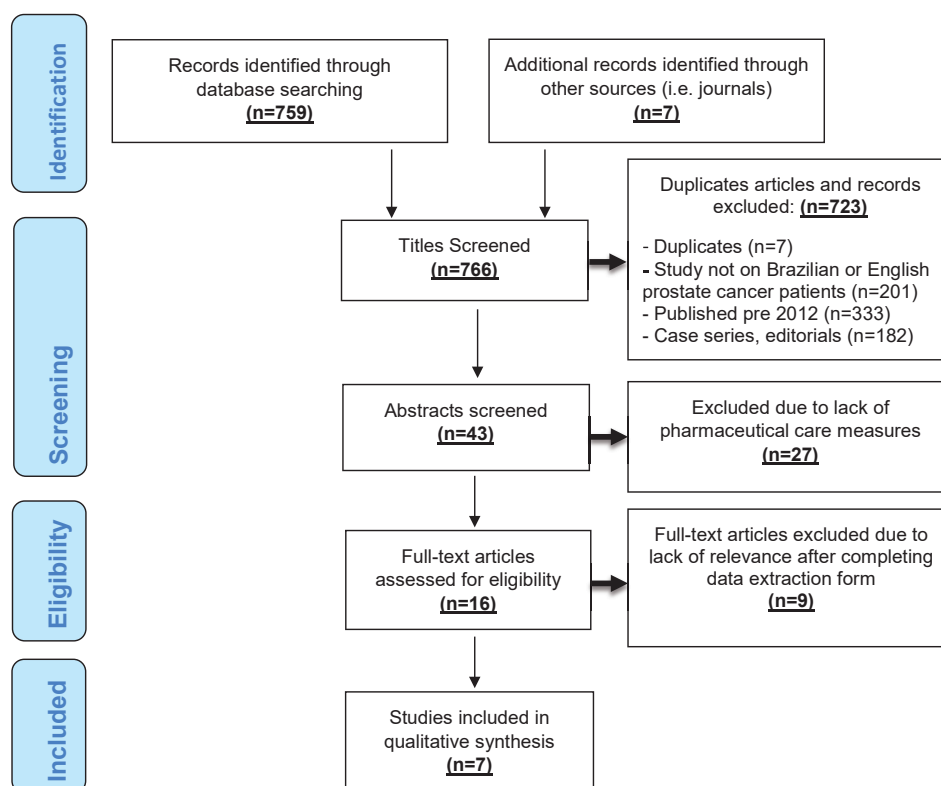 Identification
Records identified through
database searching
(n=759)
Additional records identified through
other sources (i.e. journals)
(n=7)
Screening
Titles Screened
(n=766)
Duplicates articles and records
excluded: (n=723)
- Duplicates (n=7)
- Study not on Brazilian or English
prostate cancer patients (n=201)
- Published pre 2012 (n=333)
- Case series, editorials (n=182)
Abstracts screened
(n=43)
Excluded due to lack of
pharmaceutical care measures
(n=27)
Eligibility
Full-text articles
assessed for eligibility
(n=16)
Full-text articles excluded due to
lack of relevance after completing
data extraction form
(n=9)
Included
Studies included in
qualitative synthesis
(n=7)